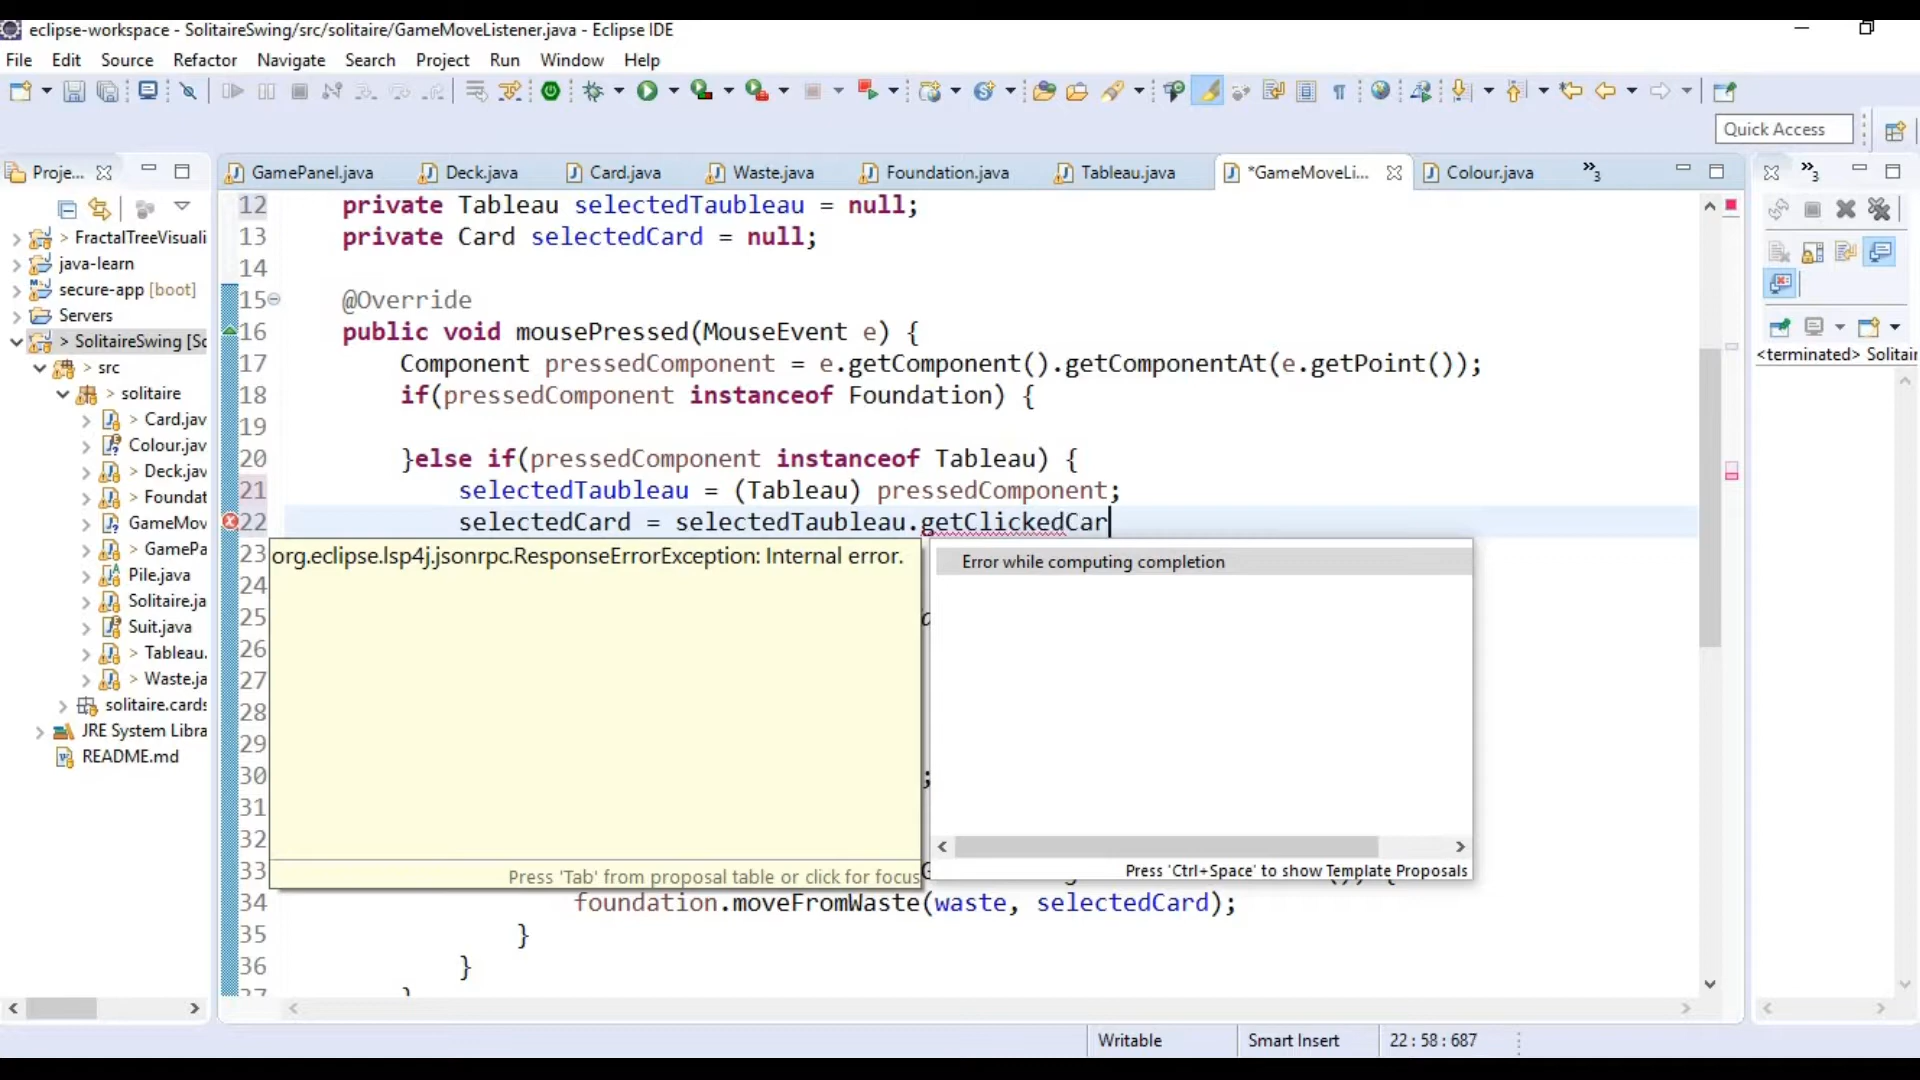 eclipse-workspace - SolitaireSwing/src/solitaire/GameMoveListener.java - Eclipse IDE
File Edit Source Refactor Navigate Search Project Run Window Help
Quick Access
Proje...
GamePanel.java Deck.java Card.java Waste.java Foundation.java Tableau.java *GameMoveLi... Colour.java »3 »3
> FractalTreeVisuali
java-learn
secure-app [boot]
Servers
> SolitaireSwing [Sc
> src
> solitaire
> Card.jav
Colour.jav
> Deck.jav
> Foundat
GameMov
> GamePa
Pile.java
Solitaire.ja
Suit.java
> Tableau.
> Waste.ja
solitaire.cards
JRE System Libra
README.md
12 private Tableau selectedTaubleau = null;
13 private Card selectedCard = null;
14
15 @Override
16 public void mousePressed(MouseEvent e) {
17 Component pressedComponent = e.getComponent().getComponentAt(e.getPoint());
18 if(pressedComponent instanceof Foundation) {
19
20 }else if(pressedComponent instanceof Tableau) {
21 selectedTaubleau = (Tableau) pressedComponent;
22 selectedCard = selectedTaubleau.getClickedCar
23
24
25
26
27
28
29
30 ;
31
32
33
34 foundation.moveFromWaste(waste, selectedCard);
35 }
36 }
37
org.eclipse.lsp4j.jsonrpc.ResponseErrorException: Internal error.
Press 'Tab' from proposal table or click for focus
Error while computing completion
Press 'Ctrl+Space' to show Template Proposals
<terminated> Solitair
Writable Smart Insert 22 : 58 : 687